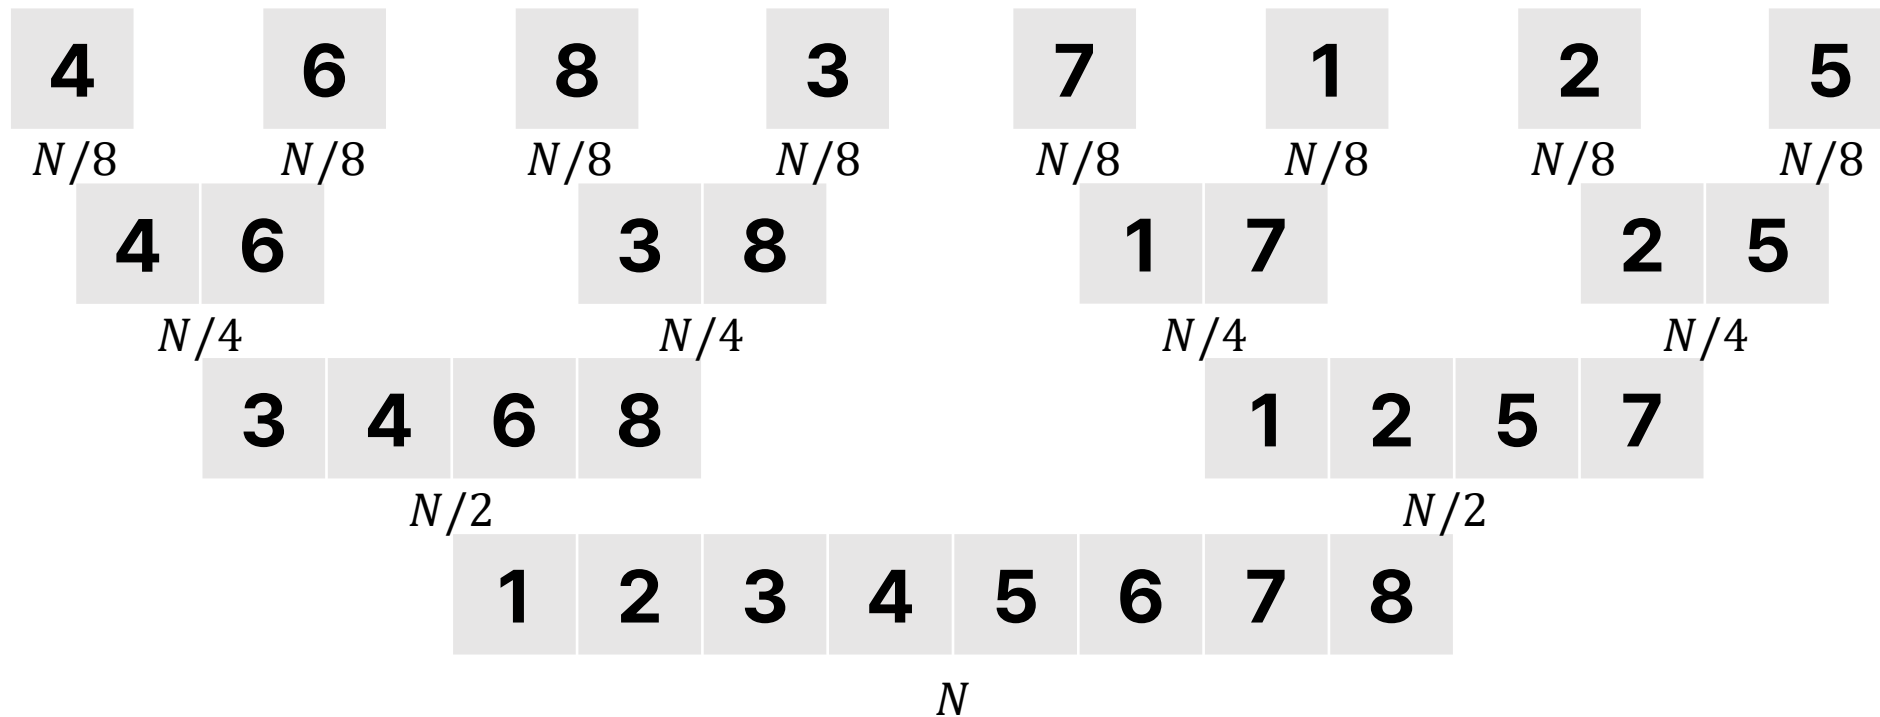 4 6 8 3 7 1 2 5
N/8 N/8 N/8 N/8 N/8 N/8 N/8 N/8
4 6 3 8 1 7 2 5
N/4 N/4 N/4 N/4
3 4 6 8 1 2 5 7
N/2 N/2
1 2 3 4 5 6 7 8
N